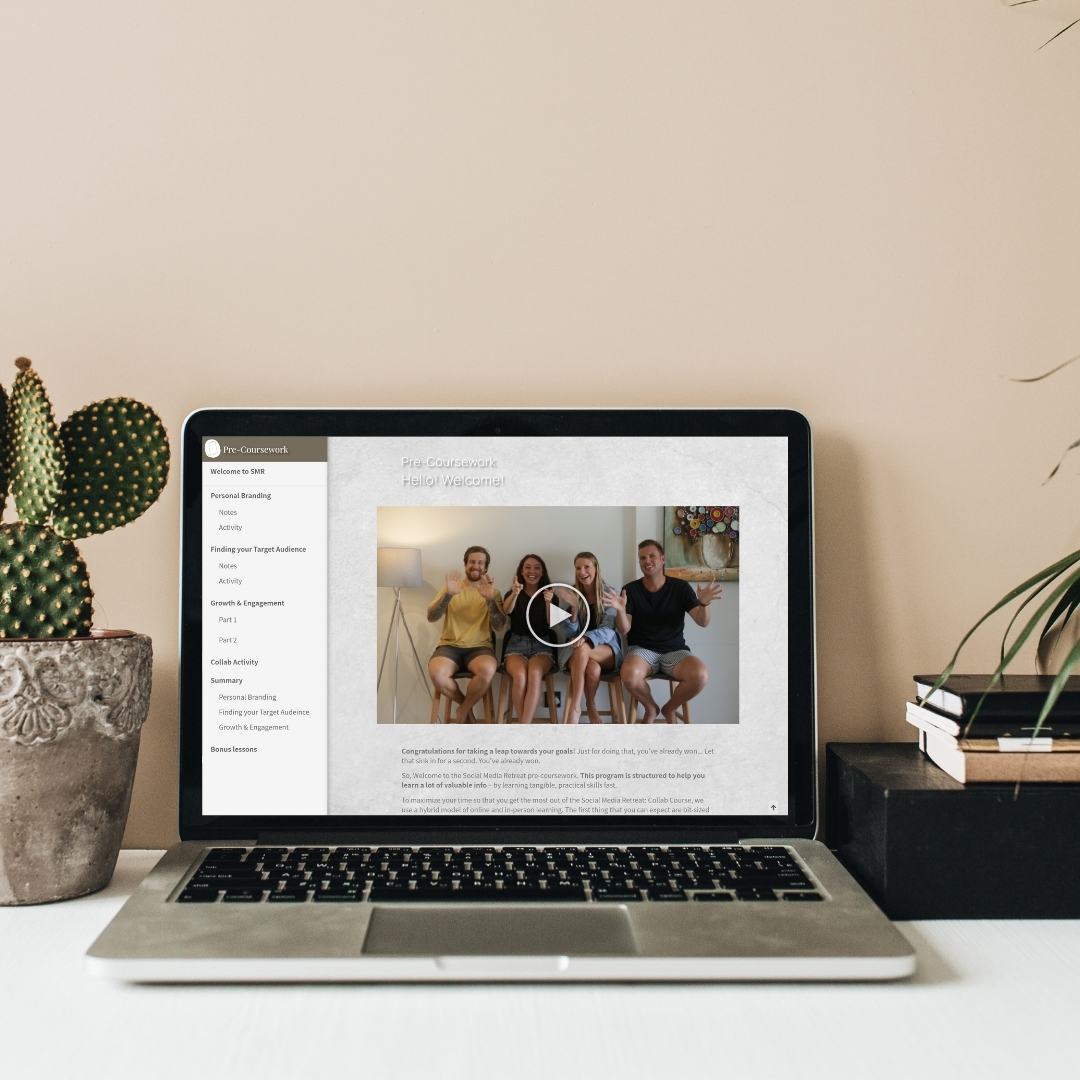 Pre-Coursework
Welcome to SMR
Personal Branding
Notes
Activity
Finding your Target Audience
Notes
Activity
Growth & Engagement
Part 1
Part 2
Collab Activity
Summary
Personal Branding
Finding your Target Audeince
Growth & Engagement
Bonus lessons
Pre-Coursework
Hello! Welcome!
Congratulations for taking a leap towards your goals! Just for doing that, you've already won... Let
that sink in for a second. You've already won.
So, Welcome to the Social Media Retreat pre-coursework. This program is structured to help you
learn a lot of valuable info – by learning tangible, practical skills fast.
To maximize your time so that you get the most out of the Social Media Retreat: Collab Course, we
use a hybrid model of online and in-person learning. The first thing that you can expect are bit-sized